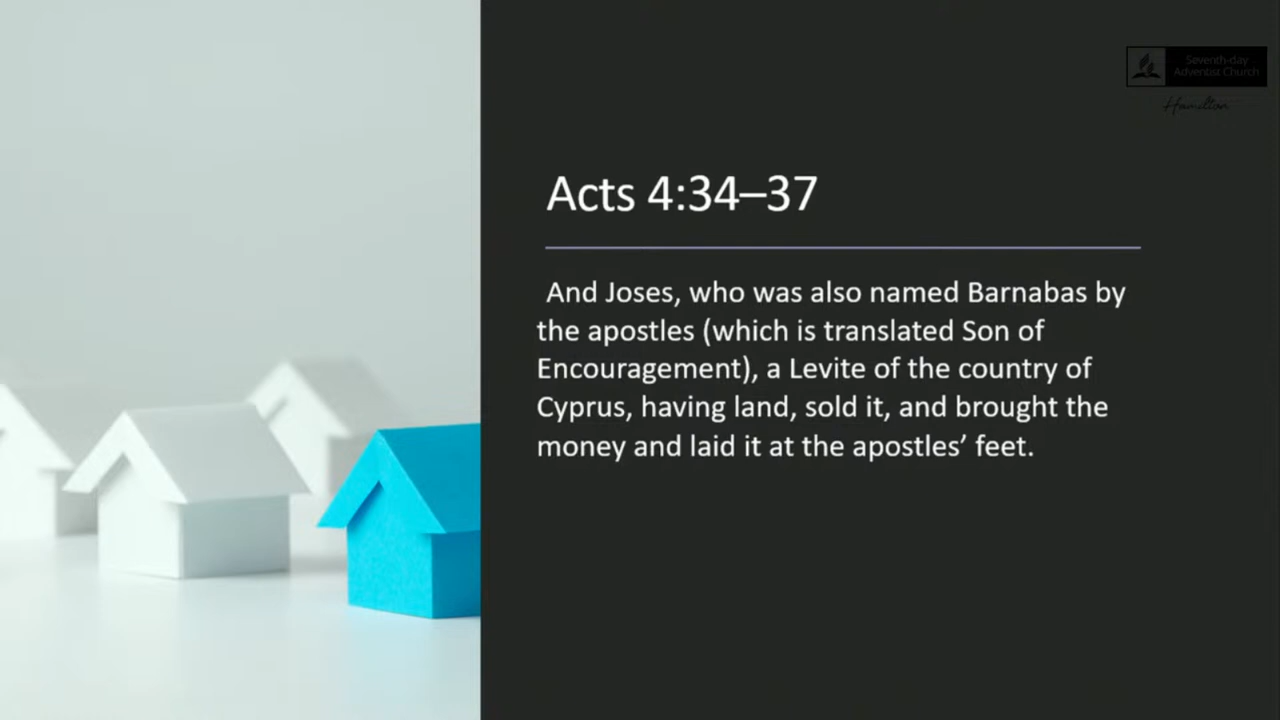 Seventh-day
Adventist Church
Hamilton
Acts 4:34–37
And Joses, who was also named Barnabas by
the apostles (which is translated Son of
Encouragement), a Levite of the country of
Cyprus, having land, sold it, and brought the
money and laid it at the apostles’ feet.